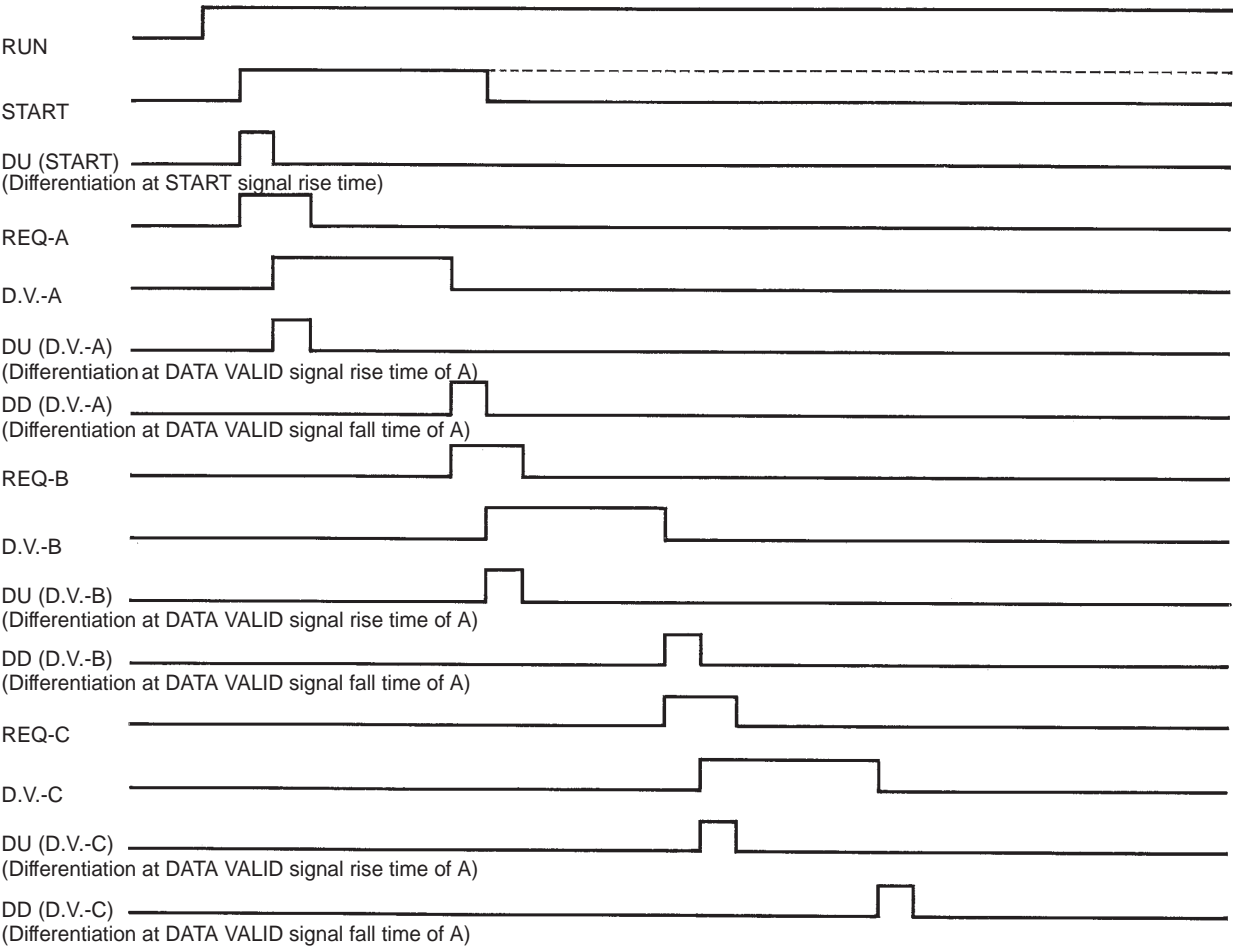 RUN
START
DU (START)
(Differentiation at START signal rise time)
REQ-A
D.V.-A
DU (D.V.-A)
(Differentiation at DATA VALID signal rise time of A)
DD (D.V.-A)
(Differentiation at DATA VALID signal fall time of A)
REQ-B
D.V.-B
DU (D.V.-B)
(Differentiation at DATA VALID signal rise time of A)
DD (D.V.-B)
(Differentiation at DATA VALID signal fall time of A)
REQ-C
D.V.-C
DU (D.V.-C)
(Differentiation at DATA VALID signal rise time of A)
DD (D.V.-C)
(Differentiation at DATA VALID signal fall time of A)